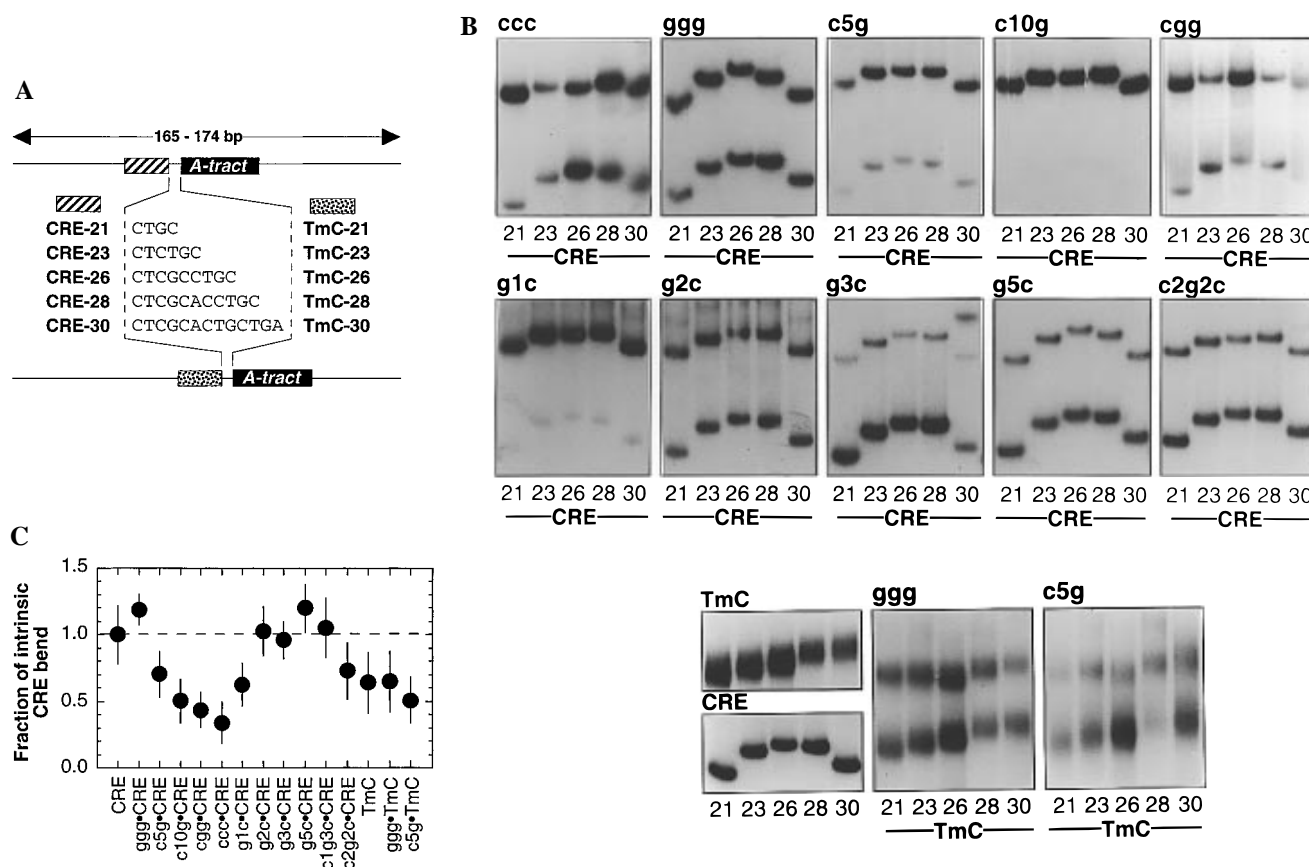 A
165 - 174 bp
A-tract
CRE-21 CTGC TmC-21
CRE-23 CTCTGC TmC-23
CRE-26 CTCGCCTGC TmC-26
CRE-28 CTCGCACCTGC TmC-28
CRE-30 CTCGCACTGCTGA TmC-30
A-tract
B
ccc ggg c5g c10g cgg
21 23 26 28 30 21 23 26 28 30 21 23 26 28 30 21 23 26 28 30 21 23 26 28 30
CRE CRE CRE CRE CRE
g1c g2c g3c g5c c2g2c
21 23 26 28 30 21 23 26 28 30 21 23 26 28 30 21 23 26 28 30 21 23 26 28 30
CRE CRE CRE CRE CRE
TmC ggg c5g
CRE
21 23 26 28 30 21 23 26 28 30 21 23 26 28 30
TmC TmC
C
Fraction of intrinsic
CRE bend
1.5
1.0
0.5
0.0
CRE
ggg•CRE
c5g•CRE
c10g•CRE
cgg•CRE
ccc•CRE
g1c•CRE
g2c•CRE
g3c•CRE
g5c•CRE
c1g3c•CRE
c2g2c•CRE
TmC
ggg•TmC
c5g•TmC